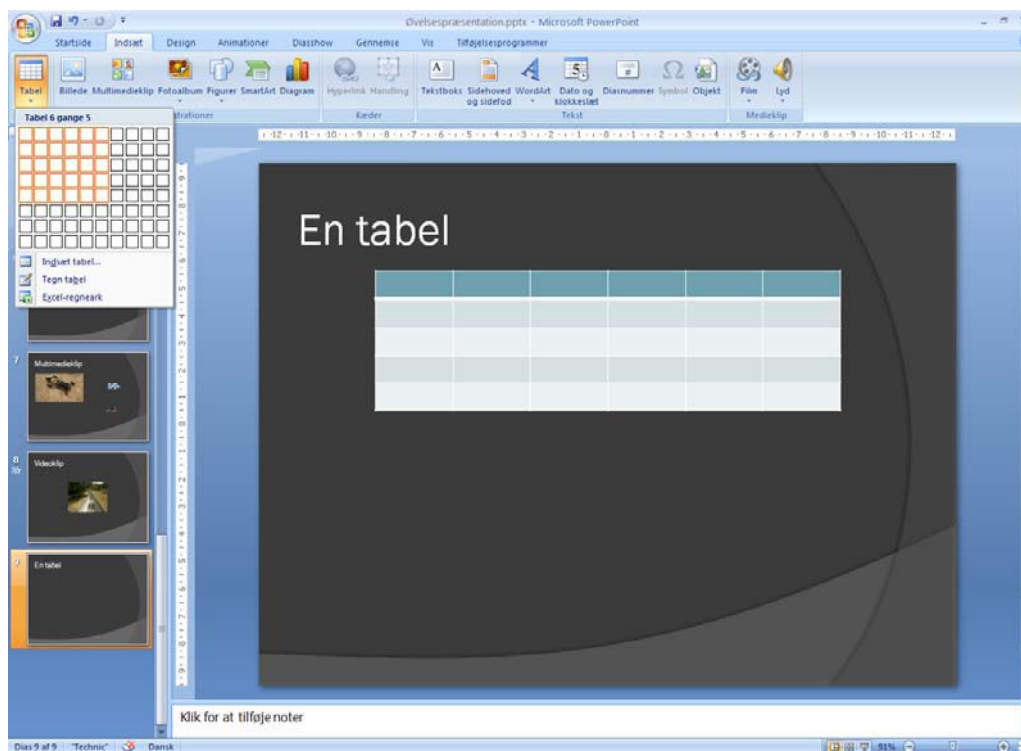 Øvelsespræsentation.pptx - Microsoft PowerPoint
Startside Indsæt Design Animationer Diasshow Gennemse Vis Tilføjelsesprogrammer
Tabel Billede Multimedieklip Fotoalbum Figurer SmartArt Diagram Hyperlink Handling Tekstboks Sidehoved og sidefod WordArt Dato og klokkeslæt Diasnummer Symbol Objekt Film Lyd
Kæder Tekst Medieklip
Tabel 6 gange 5
Indsæt tabel...
Tegn tabel
Excel-regneark
En tabel
7 Multimedieklip
8 Videoklip
9 En tabel
Klik for at tilføje noter
Dias 9 af 9 "Technic" Dansk 91%